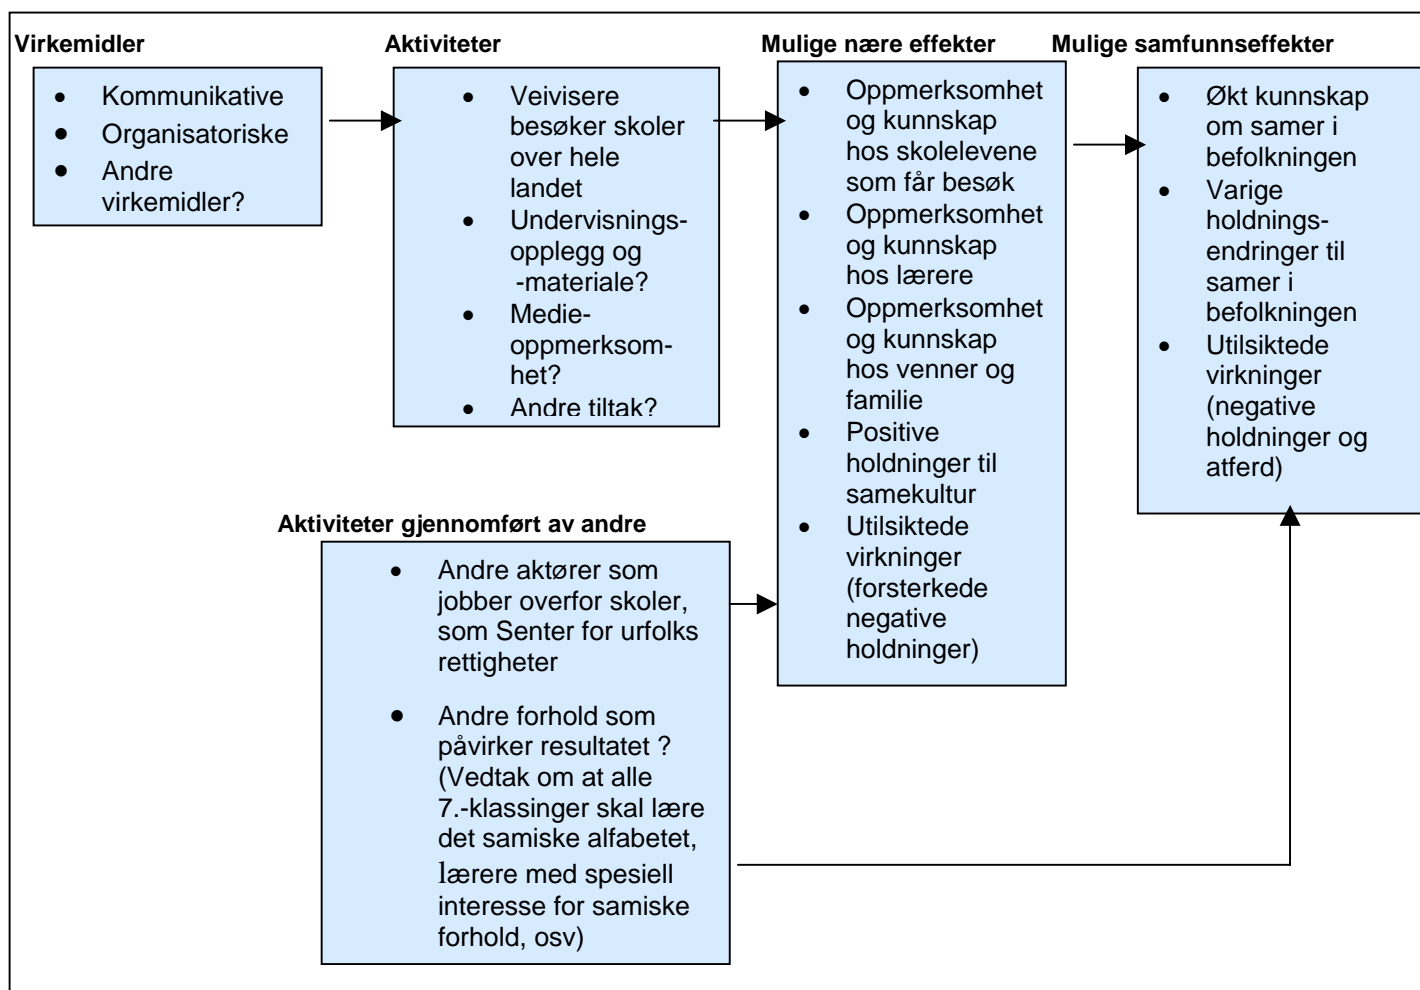 Virkemidler
• Kommunikative
• Organisatoriske
• Andre
virkemidler?
Aktiviteter
• Veivisere
besøker skoler
over hele
landet
• Undervisnings-
opplegg og
-materiale?
• Medie-
oppmerksom-
het?
• Andre tiltak?
Mulige nære effekter
• Oppmerksomhet
og kunnskap
hos skolelevene
som får besøk
• Oppmerksomhet
og kunnskap
hos lærere
• Oppmerksomhet
og kunnskap
hos venner og
familie
• Positive
holdninger til
samekultur
• Utilsiktede
virkninger
(forsterkede
negative
holdninger)
Mulige samfunnseffekter
• Økt kunnskap
om samer i
befolkningen
• Varige
holdnings-
endringer til
samer i
befolkningen
• Utilsiktede
virkninger
(negative
holdninger og
atferd)
Aktiviteter gjennomført av andre
• Andre aktører som
jobber overfor skoler,
som Senter for urfolks
rettigheter
• Andre forhold som
påvirker resultatet ?
(Vedtak om at alle
7.-klassinger skal lære
det samiske alfabetet,
lærere med spesiell
interesse for samiske
forhold, osv)